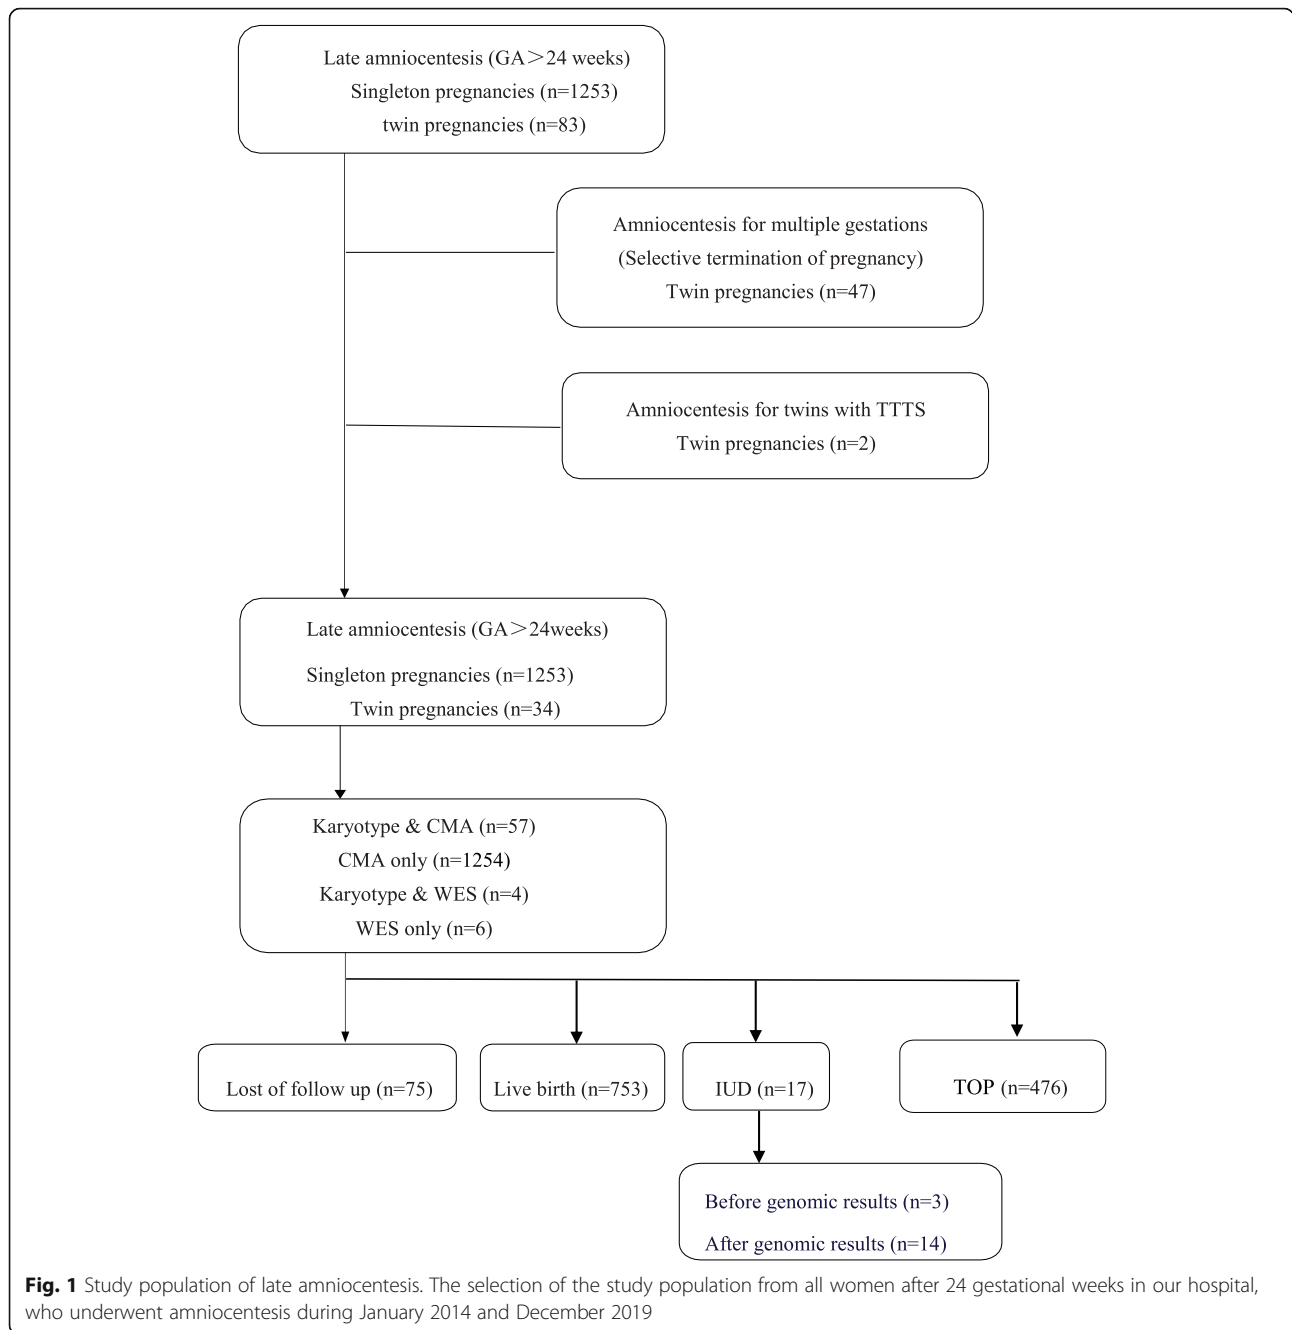 Late amniocentesis (GA＞24 weeks)
Singleton pregnancies (n=1253)
twin pregnancies (n=83)
Amniocentesis for multiple gestations
(Selective termination of pregnancy)
Twin pregnancies (n=47)
Amniocentesis for twins with TTTS
Twin pregnancies (n=2)
Late amniocentesis (GA＞24weeks)
Singleton pregnancies (n=1253)
Twin pregnancies (n=34)
Karyotype & CMA (n=57)
CMA only (n=1254)
Karyotype & WES (n=4)
WES only (n=6)
Lost of follow up (n=75)
Live birth (n=753)
IUD (n=17)
TOP (n=476)
Before genomic results (n=3)
After genomic results (n=14)
Fig. 1 Study population of late amniocentesis. The selection of the study population from all women after 24 gestational weeks in our hospital,
who underwent amniocentesis during January 2014 and December 2019